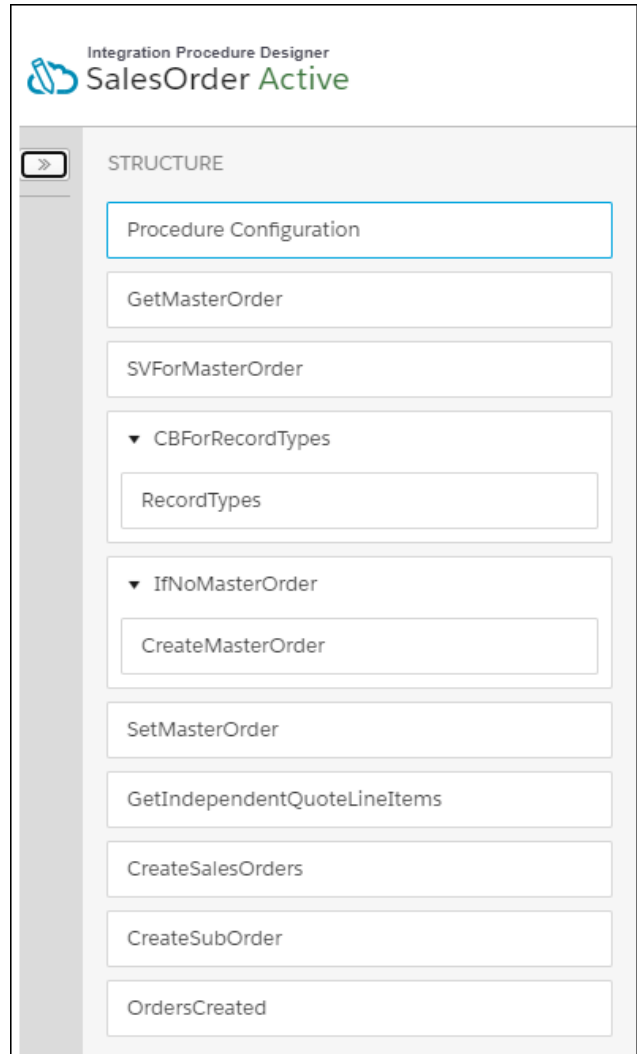 Integration Procedure Designer
SalesOrder Active
STRUCTURE
Procedure Configuration
GetMasterOrder
SVForMasterOrder
CBForRecordTypes
RecordTypes
IfNoMasterOrder
CreateMasterOrder
SetMasterOrder
GetIndependentQuoteLineItems
CreateSalesOrders
CreateSubOrder
OrdersCreated